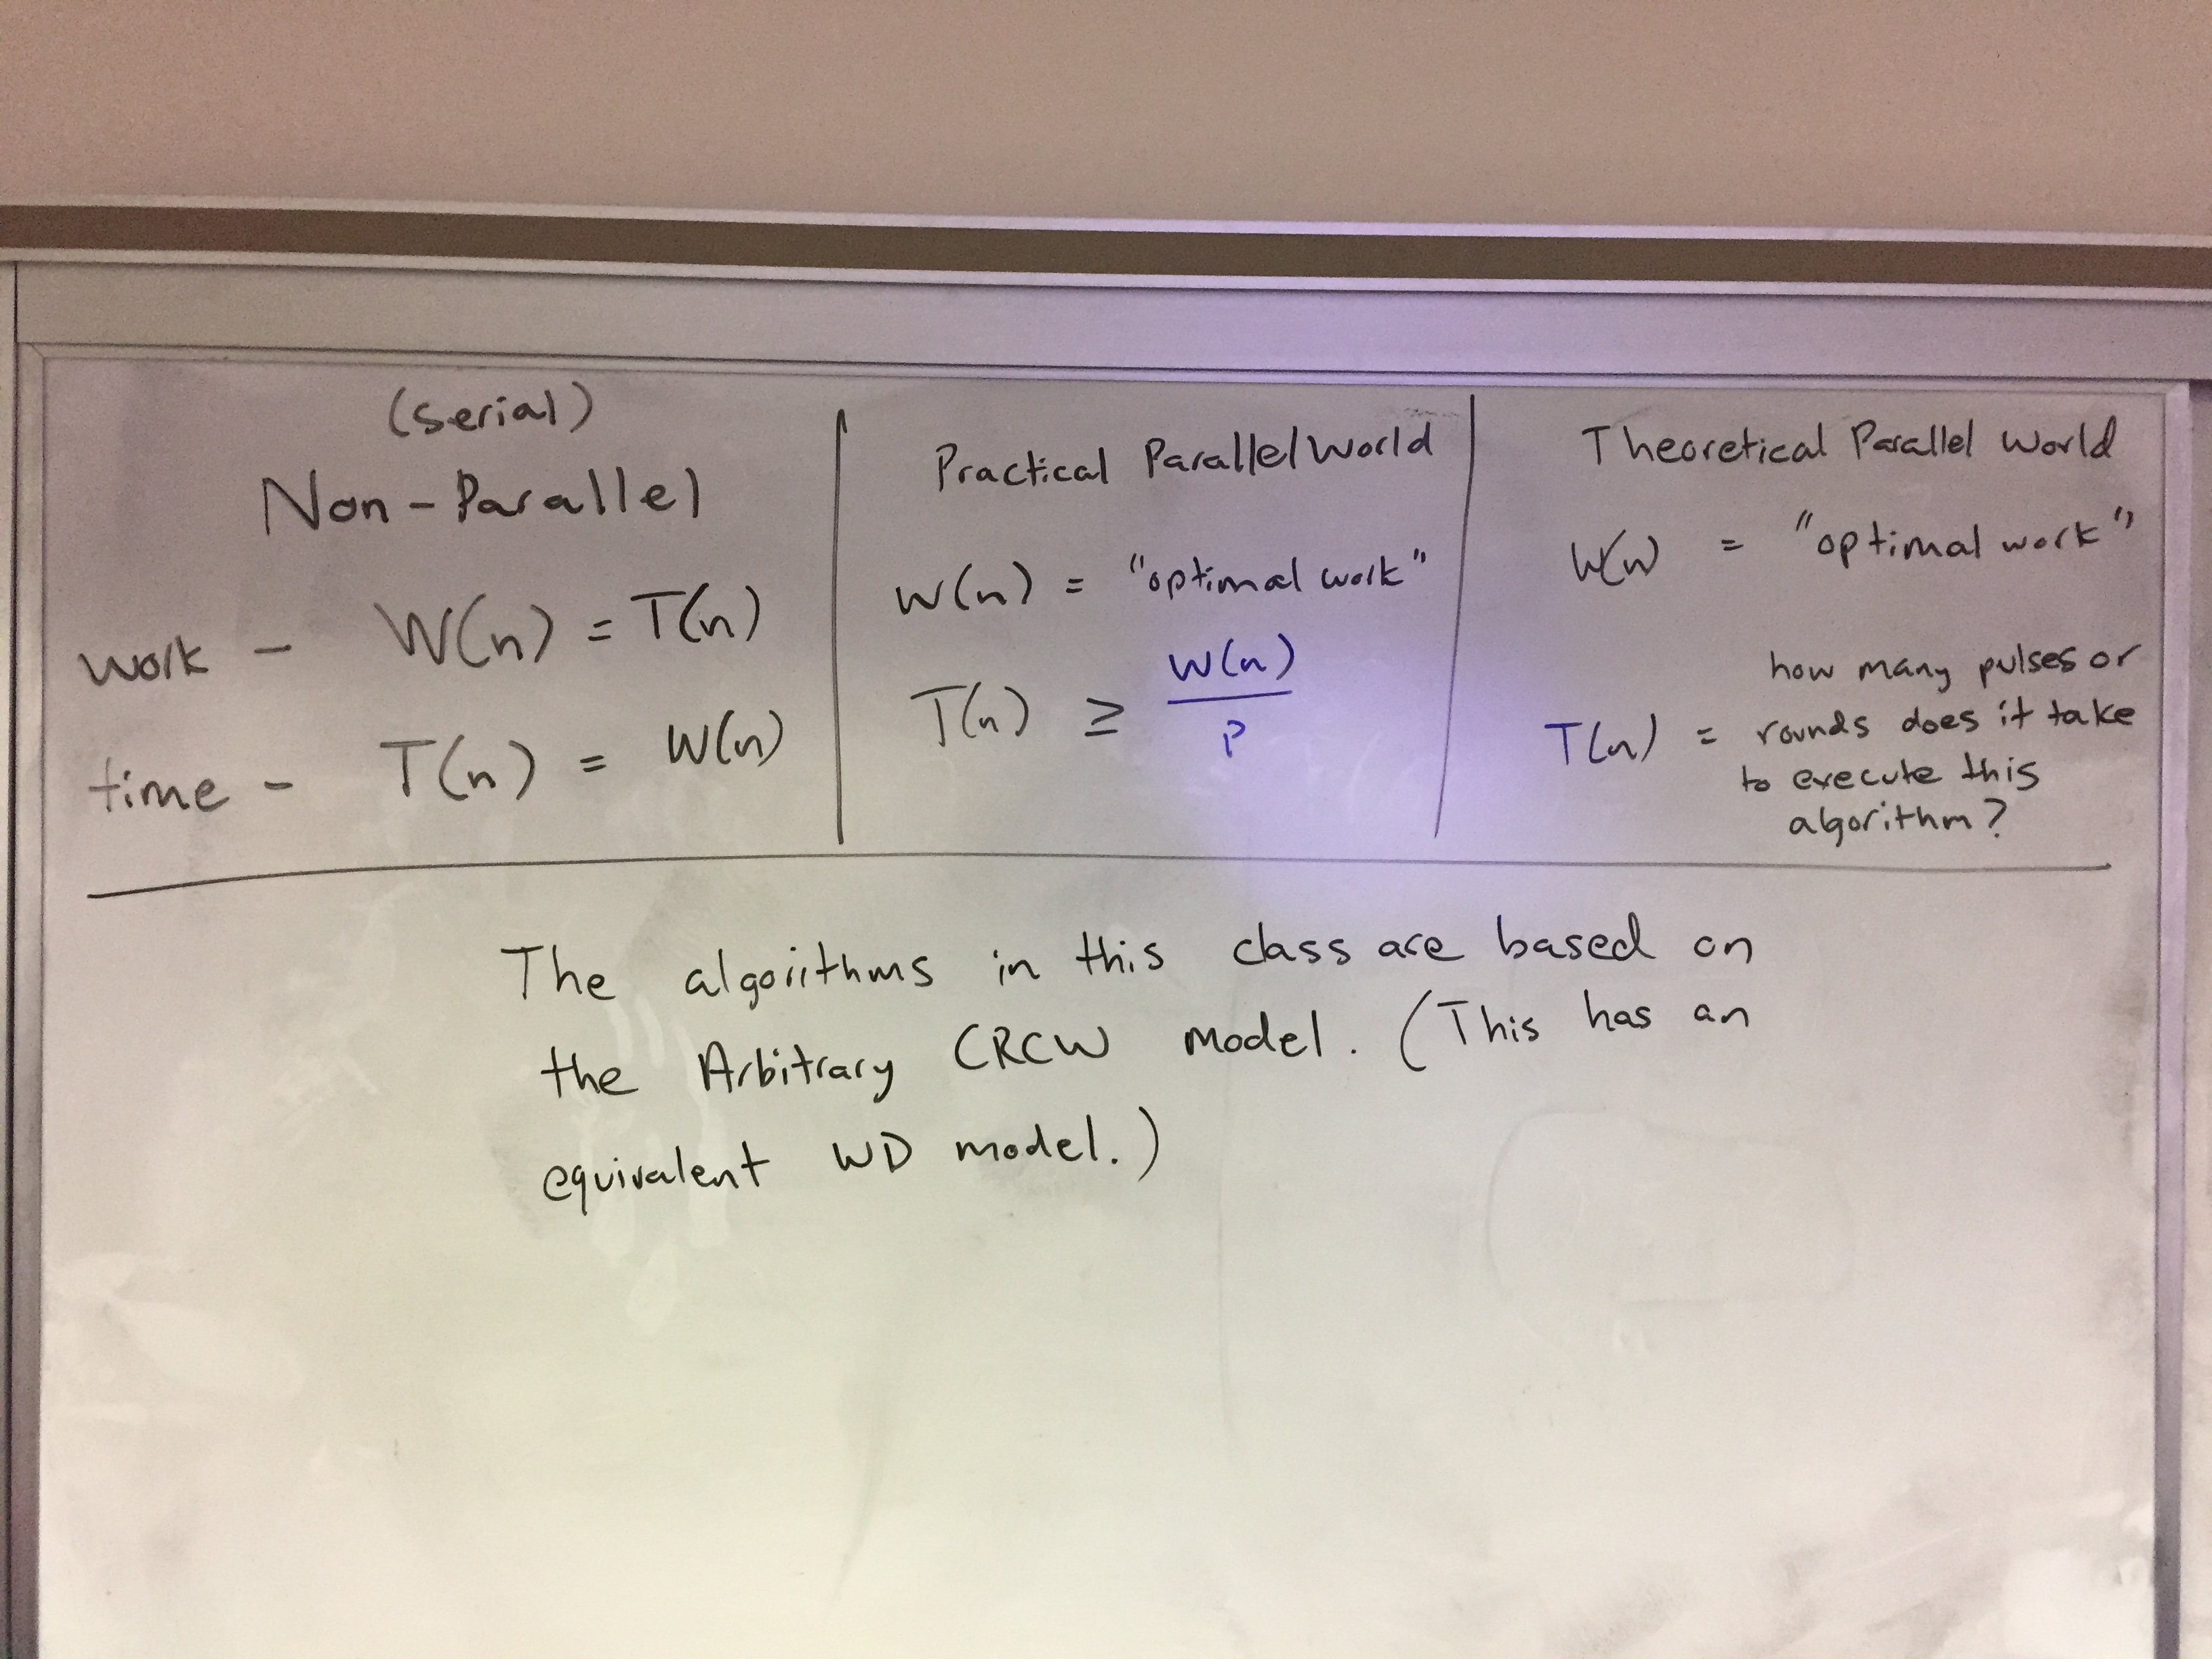 (serial)
Non-Parallel
work - W(n) = T(n)
time - T(n) = W(n)
Practical Parallel World
W(n) = "optimal work"
T(n) ≥ W(n)
P
Theoretical Parallel World
W(n) = "optimal work"
how many pulses or
T(n) = rounds does it take
to execute this
algorithm?
The algorithms in this class are based on
the Arbitrary CRCW model. (This has an
equivalent WD model.)